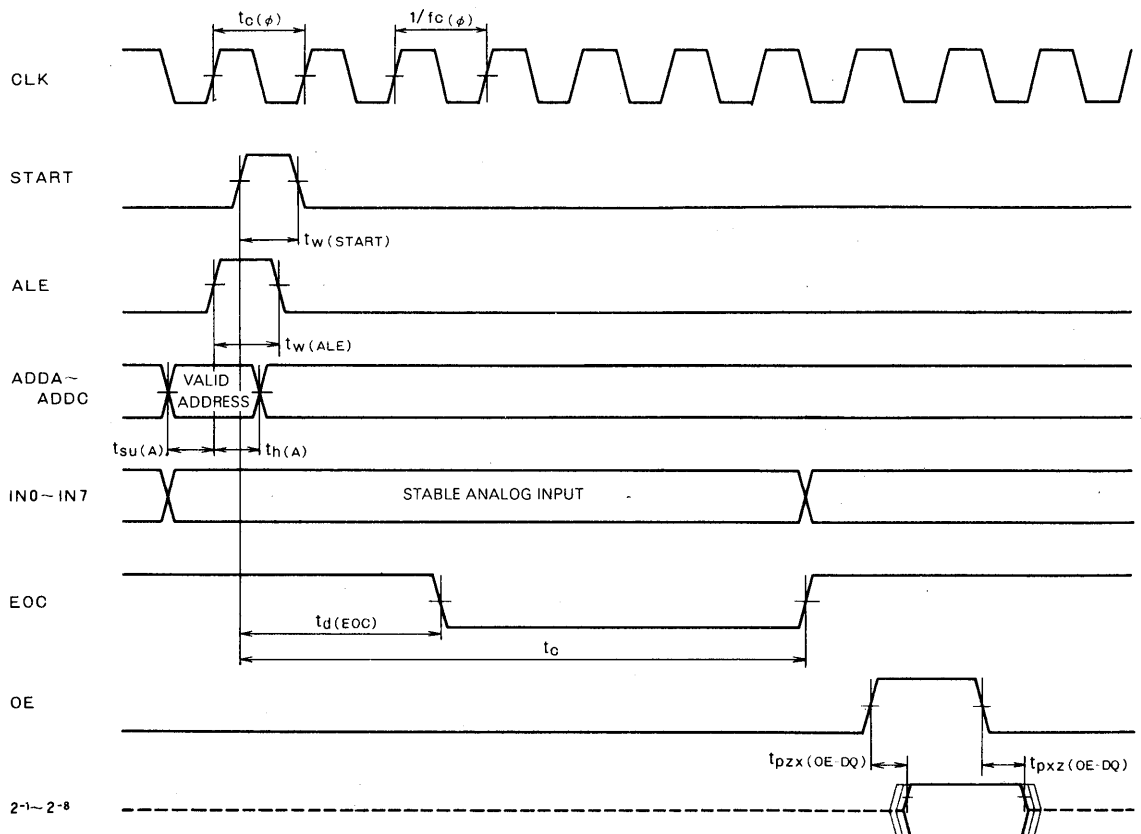 tC(φ)
1/fC(φ)
CLK
START
tW(START)
ALE
tW(ALE)
ADDA~
ADDC
VALID
ADDRESS
tsu(A)
th(A)
IN0~IN7
STABLE ANALOG INPUT
EOC
td(EOC)
tC
OE
tpzx(OE-DQ)
tpxz(OE-DQ)
2-1~2-8